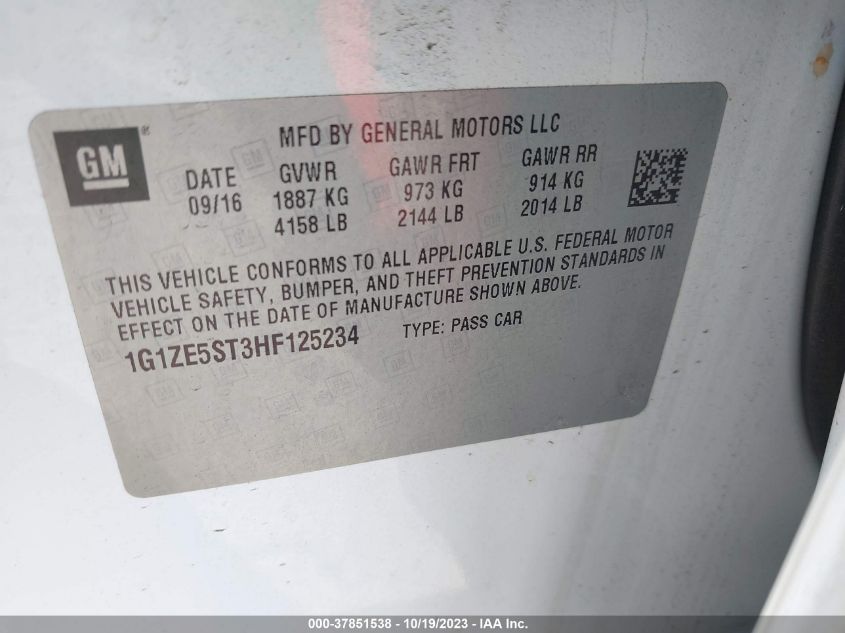 GM ®
MFD BY GENERAL MOTORS LLC
DATE GVWR GAWR FRT GAWR RR
09/16 1887 KG 973 KG 914 KG
4158 LB 2144 LB 2014 LB
THIS VEHICLE CONFORMS TO ALL APPLICABLE U.S. FEDERAL MOTOR
VEHICLE SAFETY, BUMPER, AND THEFT PREVENTION STANDARDS IN
EFFECT ON THE DATE OF MANUFACTURE SHOWN ABOVE.
1G1ZE5ST3HF125234 TYPE: PASS CAR
000-37851538 - 10/19/2023 - IAA Inc.